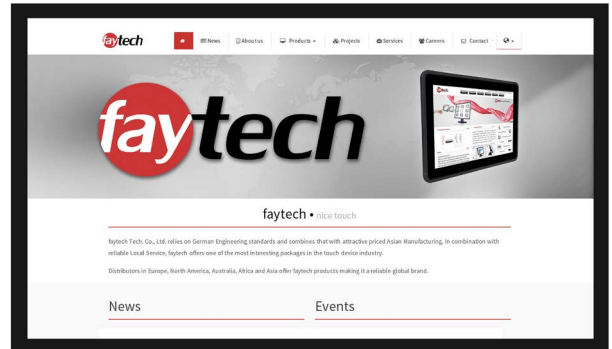 faytech
News About us Products Projects Services Careers Contact
faytech
faytech • nice touch
faytech Tech. Co., Ltd. relies on German Engineering standards and combines that with attractive priced Asian Manufacturing. In combination with
reliable Local Service, faytech offers one of the most interesting packages in the touch device industry.
Distributors in Europe, North America, Australia, Africa and Asia offer faytech products making it a reliable global brand.
News Events